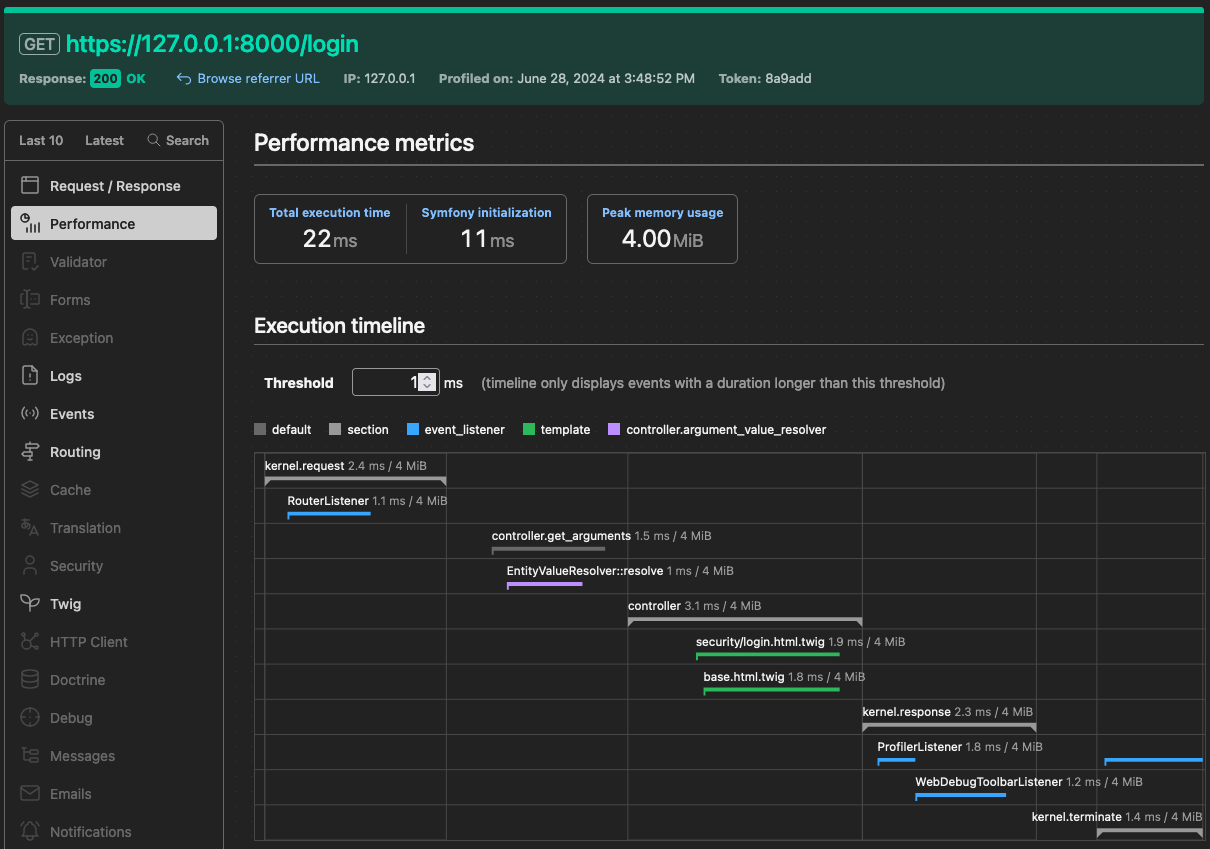 GET https://127.0.0.1:8000/login
Response: 200 OK Browse referrer URL IP: 127.0.0.1 Profiled on: June 28, 2024 at 3:48:52 PM Token: 8a9add
Last 10 Latest Search
Request / Response
Performance
Validator
Forms
Exception
Logs
Events
Routing
Cache
Translation
Security
Twig
HTTP Client
Doctrine
Debug
Messages
Emails
Notifications
Performance metrics
Total execution time Symfony initialization Peak memory usage
22 ms 11 ms 4.00 MiB
Execution timeline
Threshold 1 ms (timeline only displays events with a duration longer than this threshold)
default section event_listener template controller.argument_value_resolver
kernel.request 2.4 ms / 4 MiB
RouterListener 1.1 ms / 4 MiB
controller.get_arguments 1.5 ms / 4 MiB
EntityValueResolver::resolve 1 ms / 4 MiB
controller 3.1 ms / 4 MiB
security/login.html.twig 1.9 ms / 4 MiB
base.html.twig 1.8 ms / 4 MiB
kernel.response 2.3 ms / 4 MiB
ProfilerListener 1.8 ms / 4 MiB
WebDebugToolbarListener 1.2 ms / 4 MiB
kernel.terminate 1.4 ms / 4 MiB